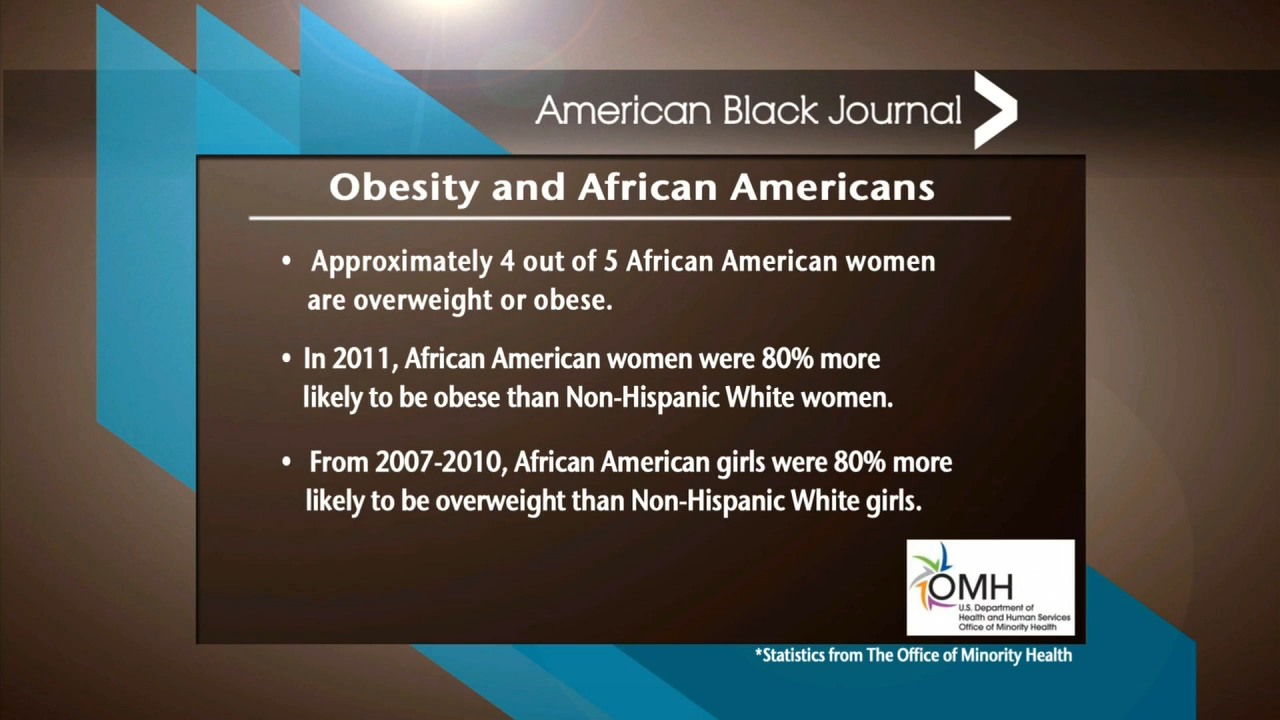 American Black Journal
Obesity and African Americans
• Approximately 4 out of 5 African American women
are overweight or obese.
• In 2011, African American women were 80% more
likely to be obese than Non-Hispanic White women.
• From 2007-2010, African American girls were 80% more
likely to be overweight than Non-Hispanic White girls.
OMH
U.S. Department of
Health and Human Services
Office of Minority Health
*Statistics from The Office of Minority Health